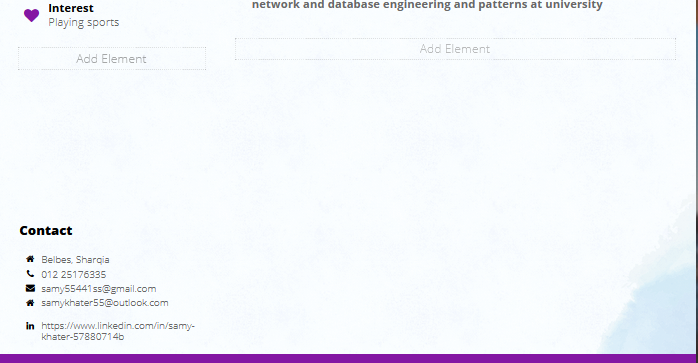 Interest
Playing sports
Add Element
network and database engineering and patterns at university
Add Element
Contact
Belbes, Sharqia
012 25176335
samy55441ss@gmail.com
samykhater55@outlook.com
https://www.linkedin.com/in/samy-
khater-57880714b